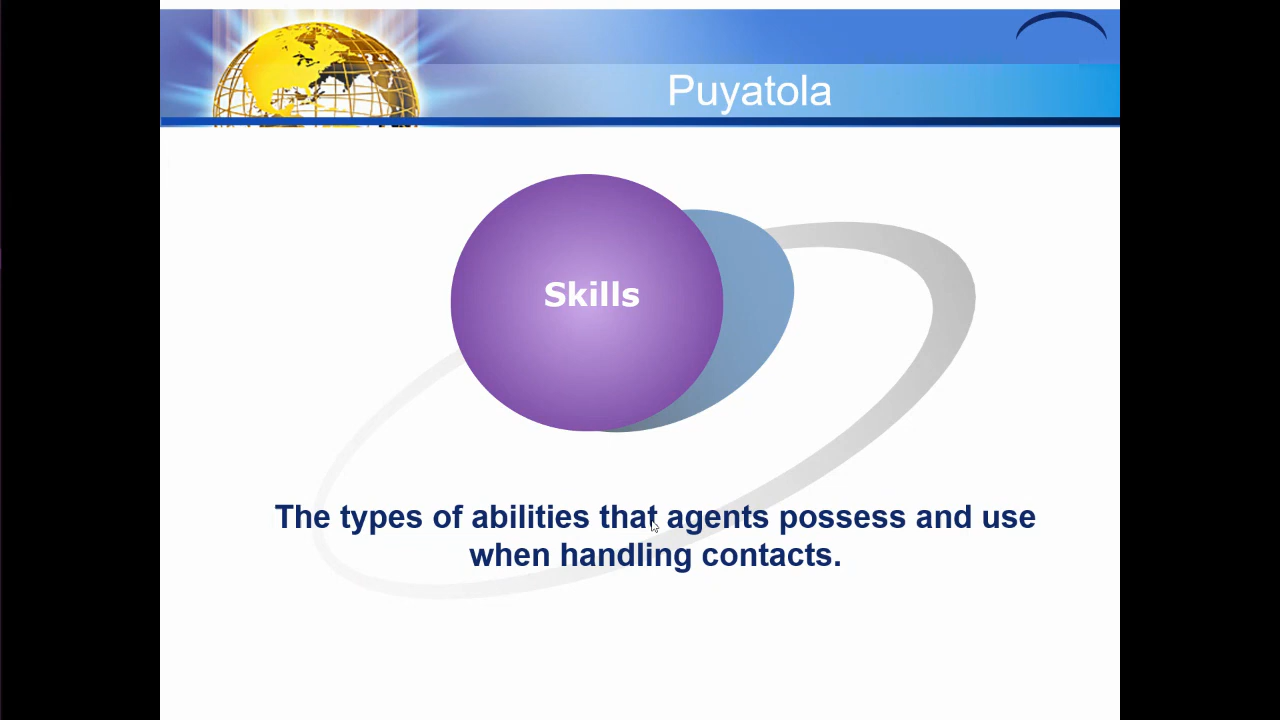 Puyatola
Skills
The types of abilities that agents possess and use
when handling contacts.